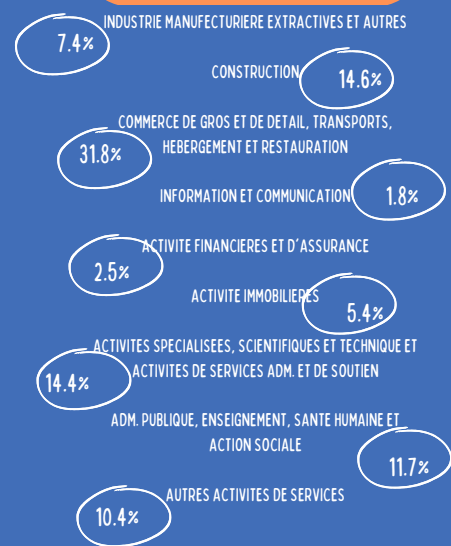 INDUSTRIE MANUFECTURIERE EXTRACTIVES ET AUTRES
7.4%
CONSTRUCTION
14.6%
COMMERCE DE GROS ET DE DETAIL, TRANSPORTS,
HEBERGEMENT ET RESTAURATION
31.8%
INFORMATION ET COMMUNICATION
1.8%
ACTIVITE FINANCIERES ET D'ASSURANCE
2.5%
ACTIVITE IMMOBILIERES
5.4%
ACTIVITES SPECIALISEES, SCIENTIFIQUES ET TECHNIQUE ET
ACTIVITES DE SERVICES ADM. ET DE SOUTIEN
14.4%
ADM. PUBLIQUE, ENSEIGNEMENT, SANTE HUMAINE ET
ACTION SOCIALE
11.7%
AUTRES ACTIVITES DE SERVICES
10.4%